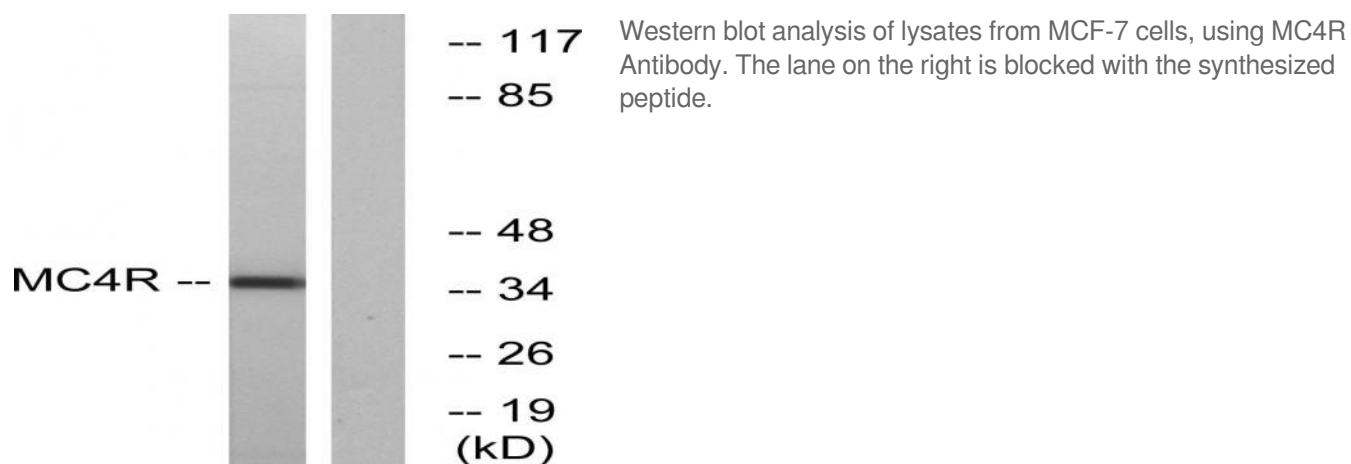 -- 117
-- 85
-- 48
MC4R --
-- 34
-- 26
-- 19
(kD)
Western blot analysis of lysates from MCF-7 cells, using MC4R
Antibody. The lane on the right is blocked with the synthesized
peptide.